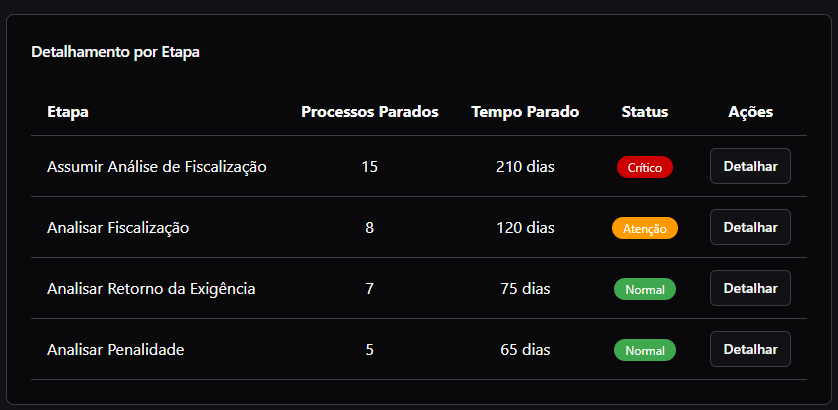 Detalhamento por Etapa
Etapa Processos Parados Tempo Parado Status Ações
Assumir Análise de Fiscalização 15 210 dias Crítico Detalhar
Analisar Fiscalização 8 120 dias Atenção Detalhar
Analisar Retorno da Exigência 7 75 dias Normal Detalhar
Analisar Penalidade 5 65 dias Normal Detalhar